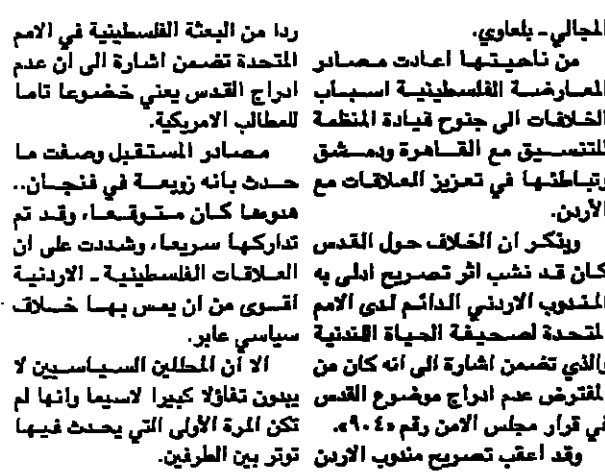 المجالي ـ بلعاوي.
من ناحيتها اعادت مصادر
المعارضة الفلسطينية اسباب
الخلافات الى جنوح قيادة المنظمة
للتنسيق مع القاهرة ودمشق
وتباطئها في تعزيز العلاقات مع
الأردن.
ويذكر ان الخلاف حول القدس
كان قد نشب اثر تصريح ادلى به
المندوب الاردني الدائم لدى الامم
المتحدة لصحيفة الحياة اللندنية
والذي تضمن اشارة الى انه كان من
المفترض عدم ادراج موضوع القدس
في قرار مجلس الامن رقم «٩٠٤».
وقد اعقب تصريح مندوب الاردن
ردا من البعثة الفلسطينية في الامم
المتحدة تضمن اشارة الى ان عدم
ادراج القدس يعني خضوعا تاما
للمطالب الامريكية.
مصادر المستقبل وصفت ما
حدث بانه زوبعة في فنجان..
هدوءها كان متوقعا، وقد تم
تداركها سريعا، وشددت على ان
العلاقات الفلسطينية ـ الاردنية
اقوى من ان يمس بها خلاف
سياسي عابر.
الا أن المحللين السياسيين لا
يبدون تفاؤلا كبيرا لاسيما وانها لم
تكن المرة الأولى التي يحدث فيها
توتر بين الطرفين.